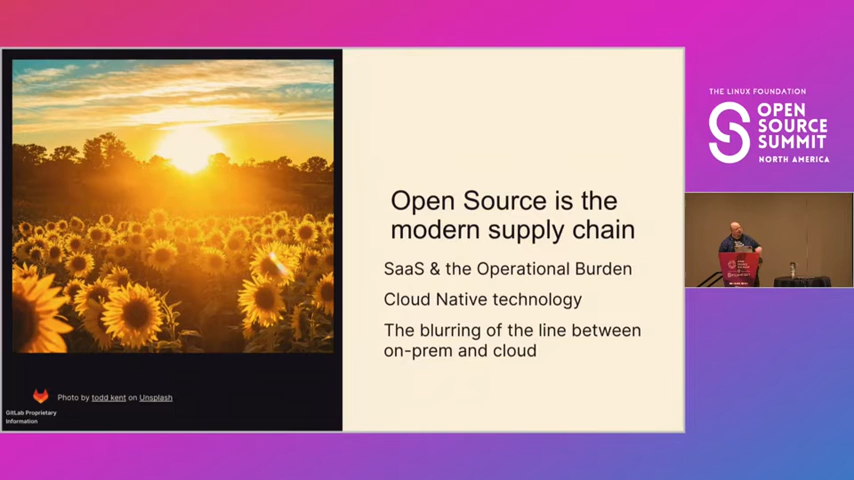 Open Source is the
modern supply chain
SaaS & the Operational Burden
Cloud Native technology
The blurring of the line between
on-prem and cloud
Photo by todd kent on Unsplash
GitLab Proprietary
Information
THE LINUX FOUNDATION
OPEN
SOURCE
SUMMIT
NORTH AMERICA